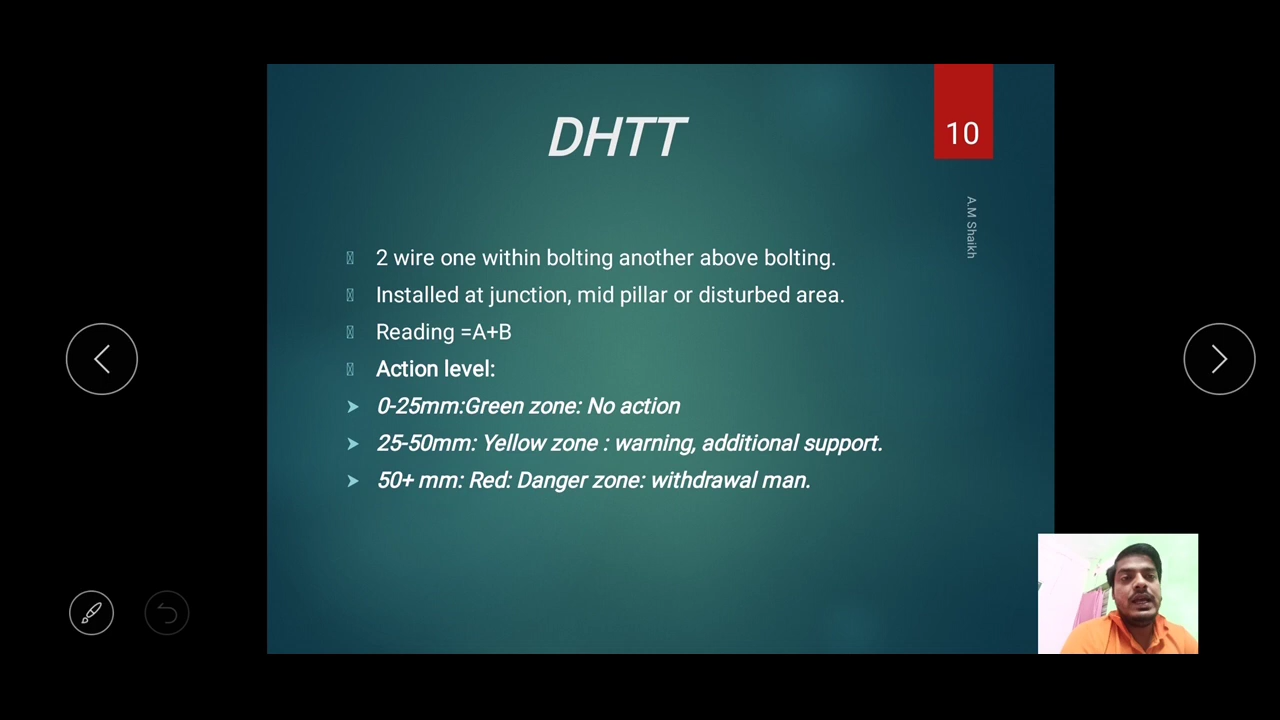 DHTT
10
A.M Shaikh
2 wire one within bolting another above bolting.
Installed at junction, mid pillar or disturbed area.
Reading =A+B
Action level:
0-25mm:Green zone: No action
25-50mm: Yellow zone : warning, additional support.
50+ mm: Red: Danger zone: withdrawal man.